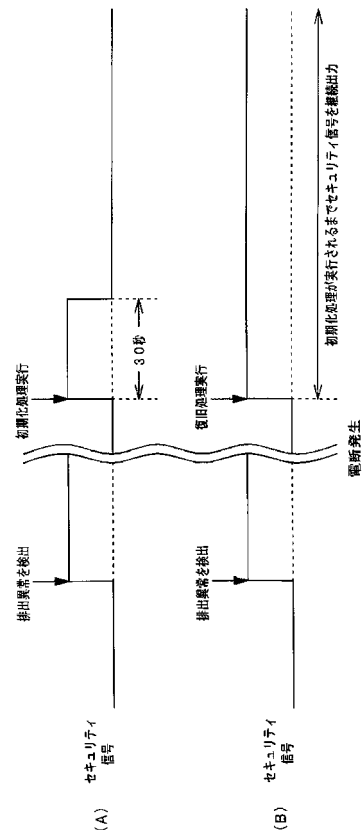 (A)
セキュリティ
信号
排出異常を検出
初期化処理実行
30秒
(B)
セキュリティ
信号
排出異常を検出
復旧処理実行
初期化処理が実行されるまでセキュリティ信号を継続出力
電断発生